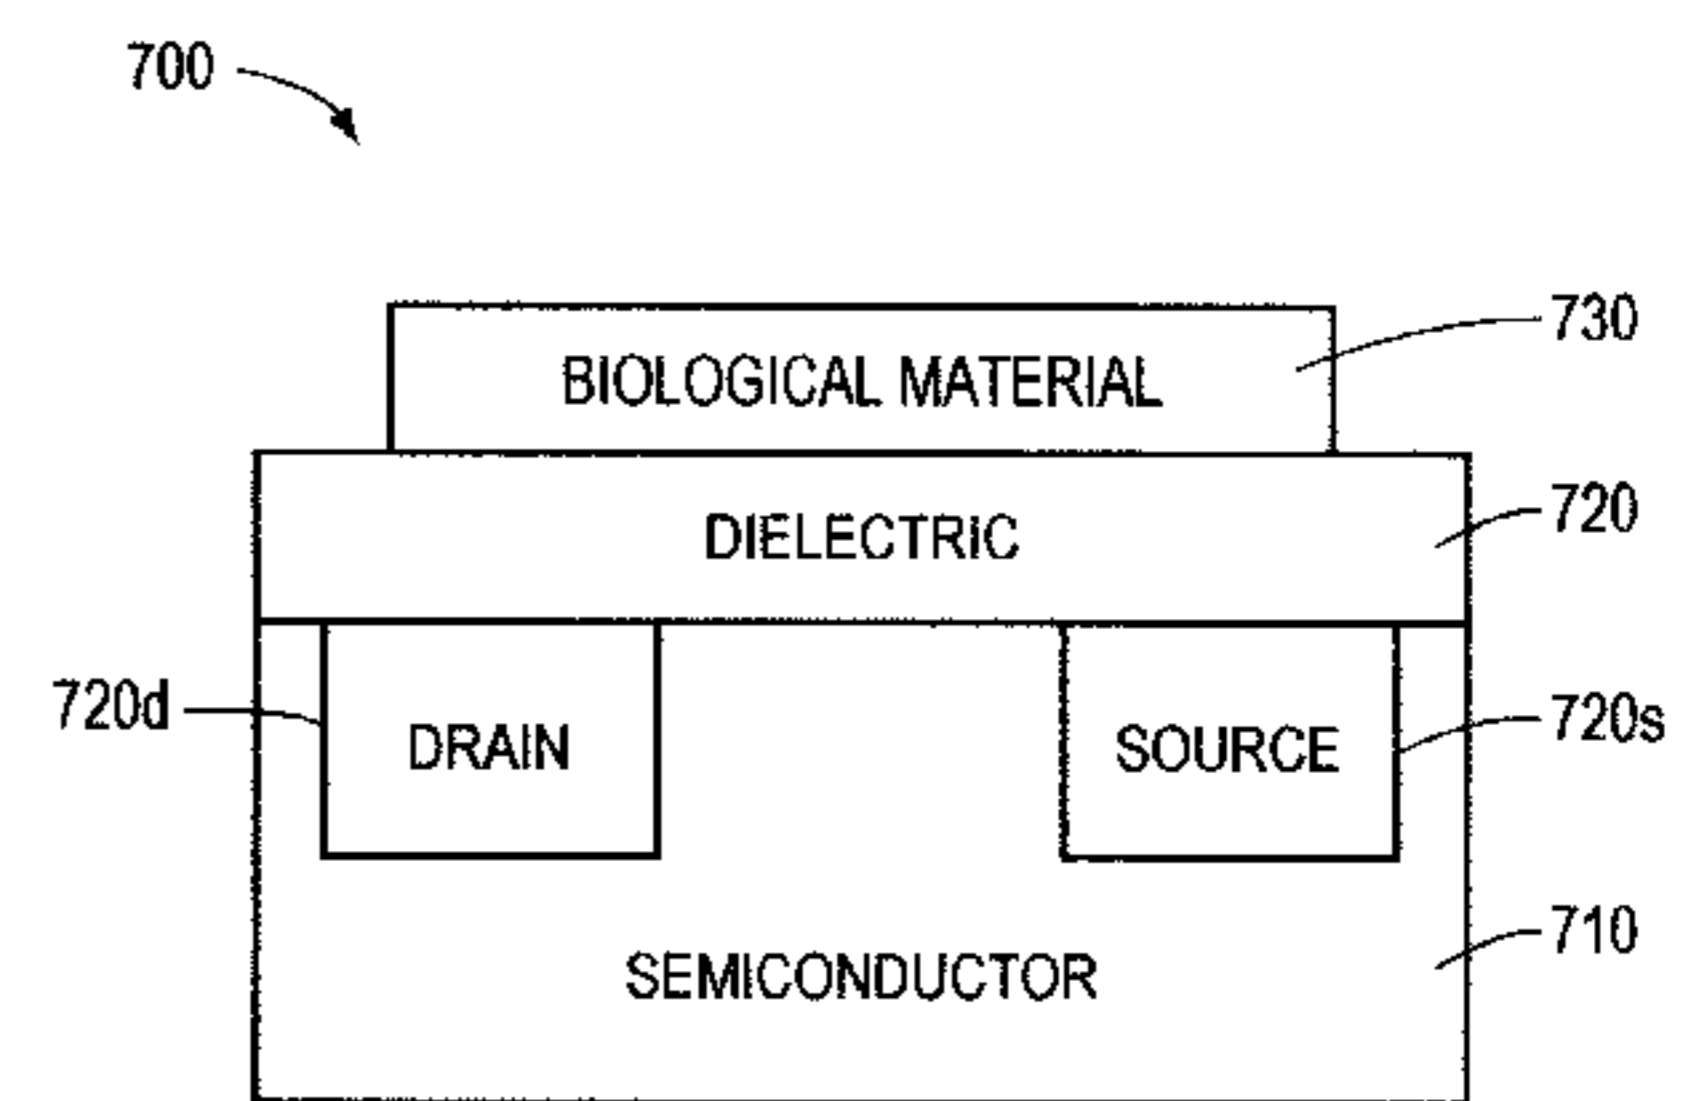 700
BIOLOGICAL MATERIAL
730
DIELECTRIC
720
720d
DRAIN
SOURCE
720s
SEMICONDUCTOR
710